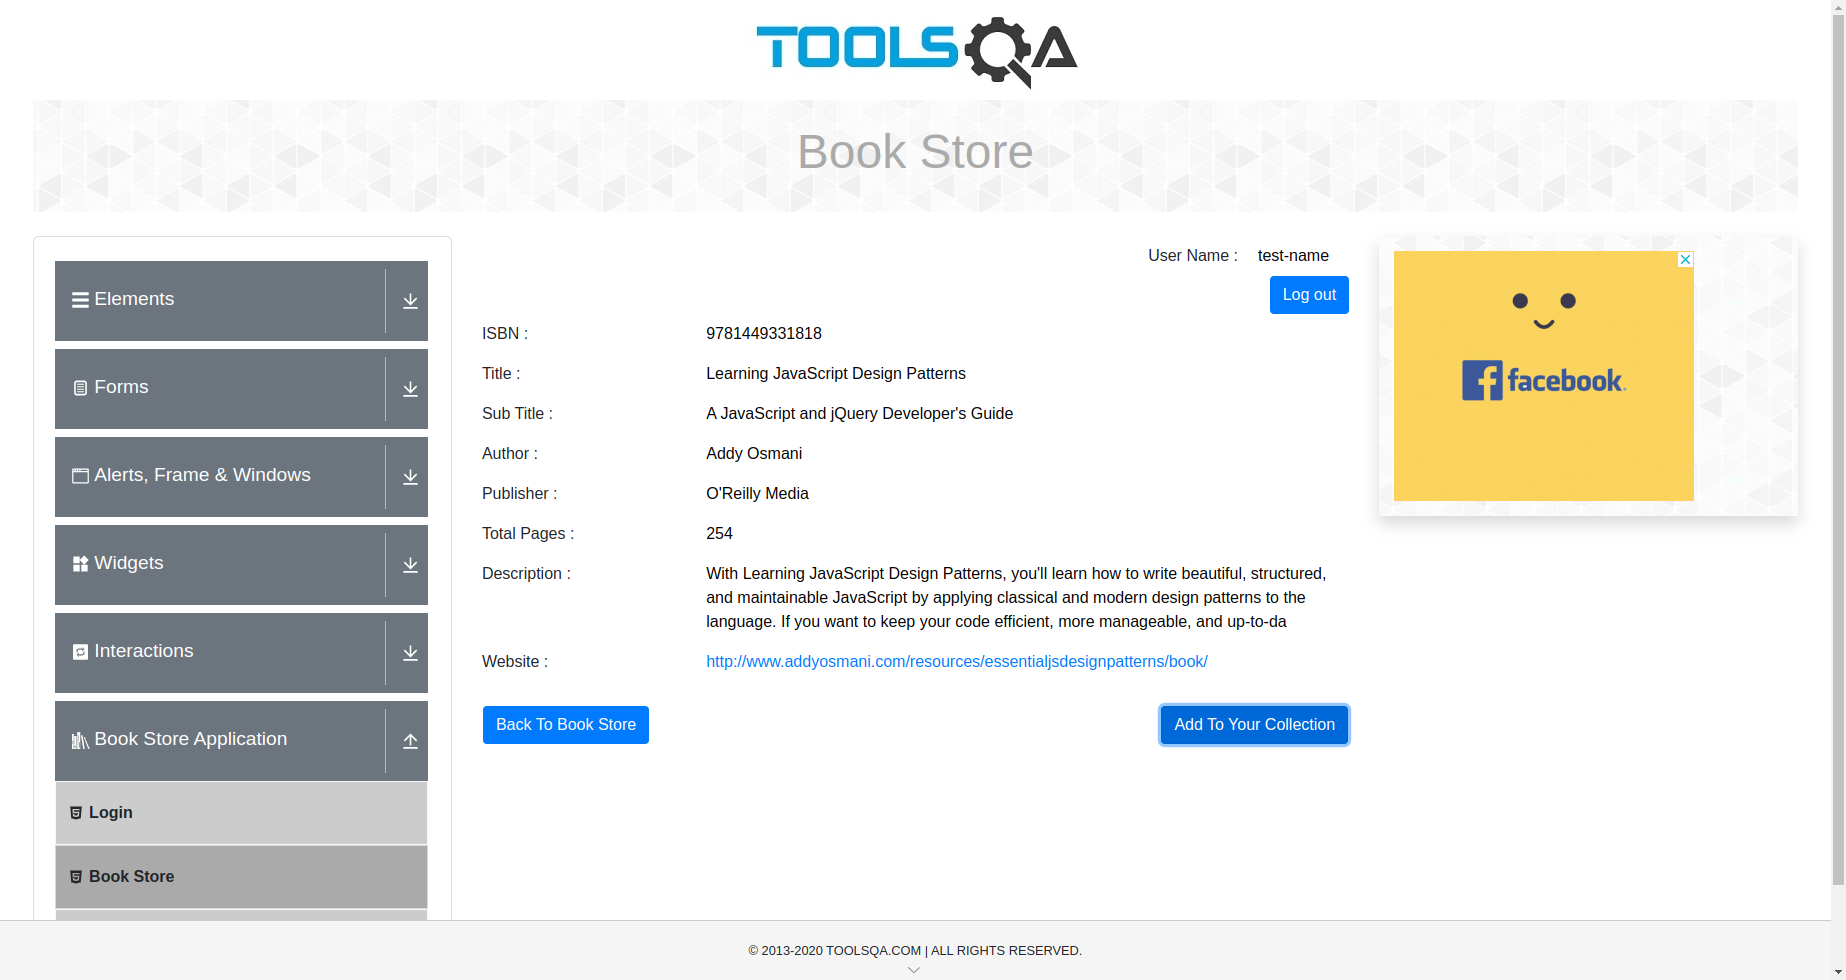 TOOLSQA
Book Store
Elements
Forms
Alerts, Frame & Windows
Widgets
Interactions
Book Store Application
Login
Book Store
User Name : test-name
Log out
ISBN : 9781449331818
Title : Learning JavaScript Design Patterns
Sub Title : A JavaScript and jQuery Developer's Guide
Author : Addy Osmani
Publisher : O'Reilly Media
Total Pages : 254
Description : With Learning JavaScript Design Patterns, you'll learn how to write beautiful, structured,
and maintainable JavaScript by applying classical and modern design patterns to the
language. If you want to keep your code efficient, more manageable, and up-to-da
Website : http://www.addyosmani.com/resources/essentialjsdesignpatterns/book/
Back To Book Store
Add To Your Collection
facebook.
© 2013-2020 TOOLSQA.COM | ALL RIGHTS RESERVED.